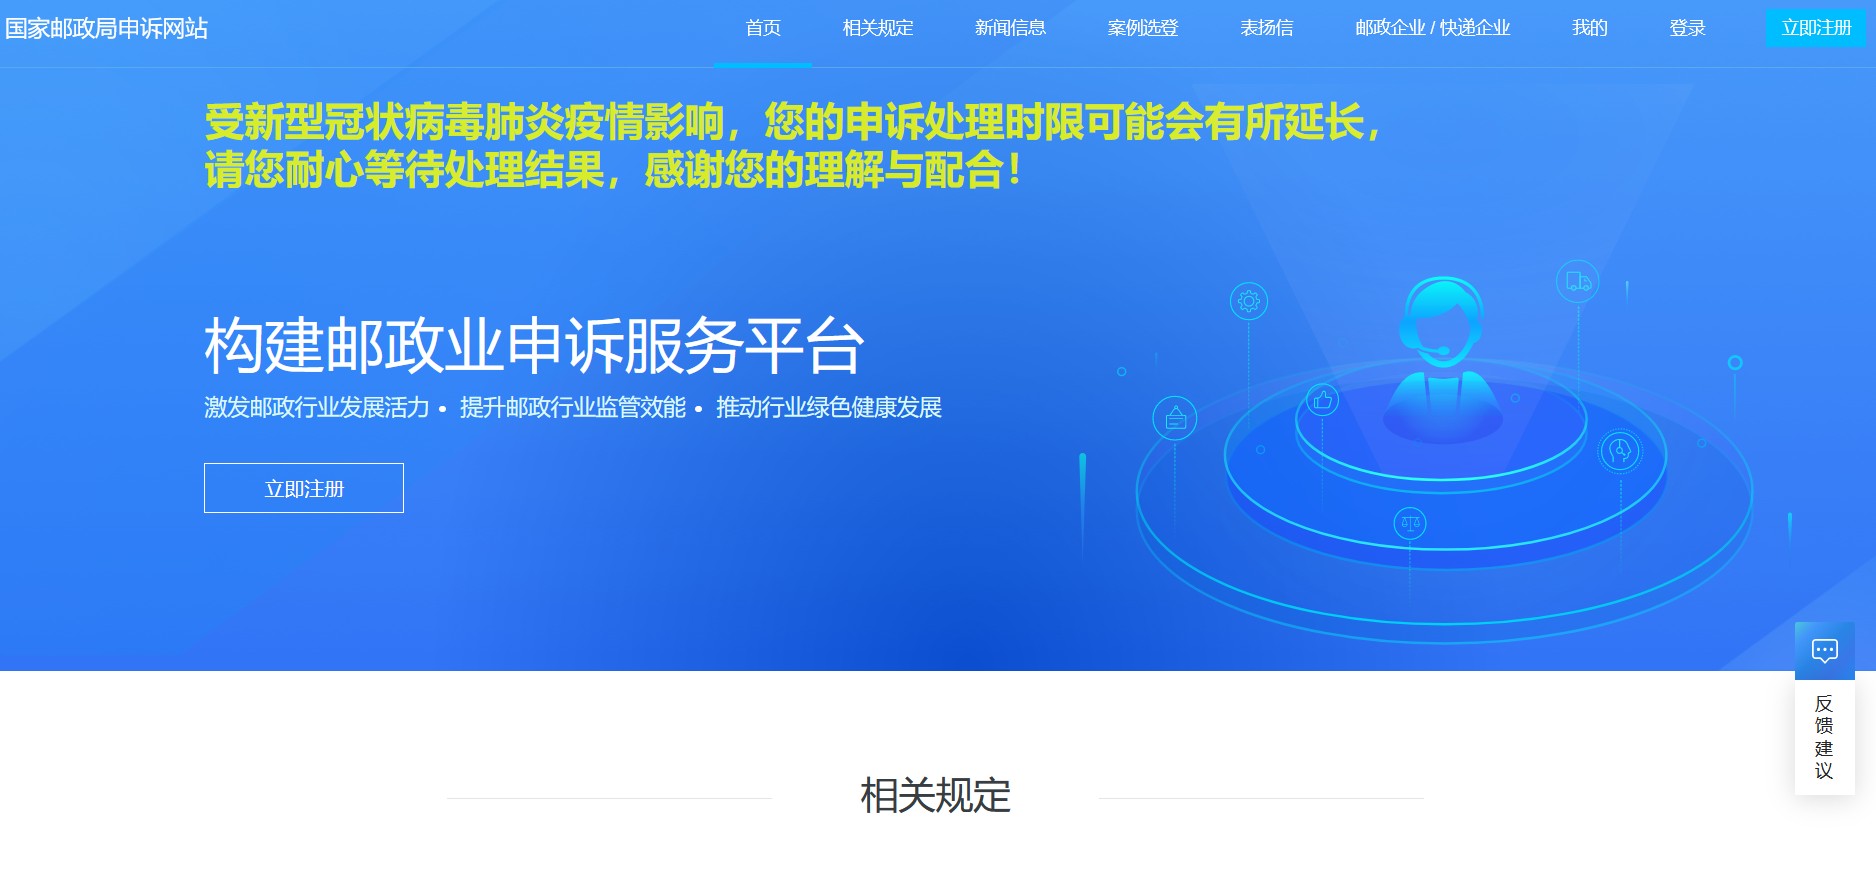 国家邮政局申诉网站
首页 相关规定 新闻信息 案例选登 表扬信 邮政企业 / 快递企业 我的 登录 立即注册
受新型冠状病毒肺炎疫情影响，您的申诉处理时限可能会有所延长，
请您耐心等待处理结果，感谢您的理解与配合！
构建邮政业申诉服务平台
激发邮政行业发展活力 • 提升邮政行业监管效能 • 推动行业绿色健康发展
立即注册
反馈建议
相关规定